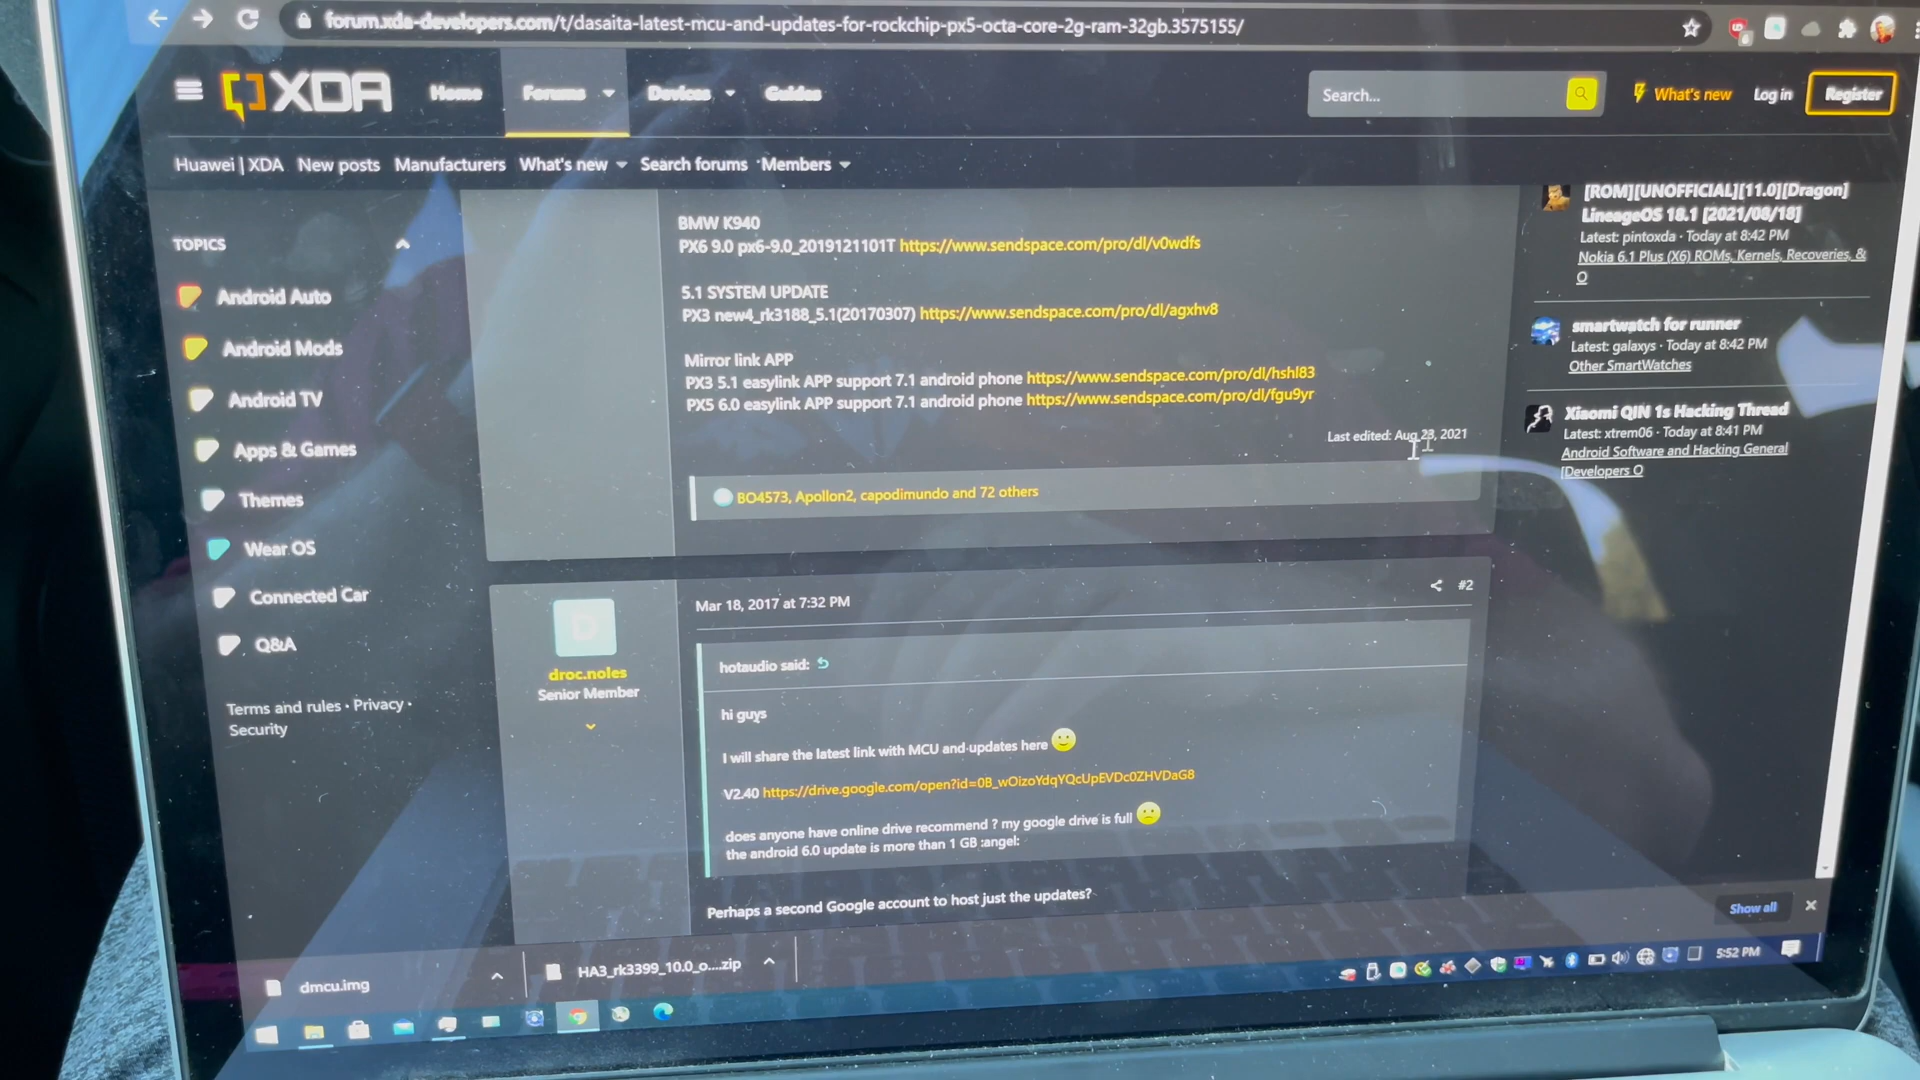 forum.xda-developers.com/t/dasaita-latest-mcu-and-updates-for-rockchip-px5-octa-core-2g-ram-32gb.3575155/
XDA
Home
Forums
Devices
Guides
Search...
What's new
Log in
Register
Huawei | XDA
New posts
Manufacturers
What's new
Search forums
Members
TOPICS
Android Auto
Android Mods
Android TV
Apps & Games
Themes
Wear OS
Connected Car
Q&A
Terms and rules · Privacy ·
Security
BMW K940
PX6 9.0 px6-9.0_2019121101T https://www.sendspace.com/pro/dl/v0wdfs
5.1 SYSTEM UPDATE
PX3 new4_rk3188_5.1(20170307) https://www.sendspace.com/pro/dl/agxhv8
Mirror link APP
PX3 5.1 easylink APP support 7.1 android phone https://www.sendspace.com/pro/dl/hshl83
PX5 6.0 easylink APP support 7.1 android phone https://www.sendspace.com/pro/dl/fgu9yr
Last edited: Aug 23, 2021
BO4573, Apollon2, capodimundo and 72 others
Mar 18, 2017 at 7:32 PM
#2
droc.noles
Senior Member
hotaudio said:
hi guys
I will share the latest link with MCU and updates here
V2.40 https://drive.google.com/open?id=0B_wOizoYdqYQcUpEVDc0ZHVDaG8
does anyone have online drive recommend ? my google drive is full
the android 6.0 update is more than 1 GB :angel:
Perhaps a second Google account to host just the updates?
[ROM][UNOFFICIAL][11.0][Dragon]
LineageOS 18.1 [2021/08/18]
Latest: pintoxda · Today at 8:42 PM
Nokia 6.1 Plus (X6) ROMs, Kernels, Recoveries, &
O
smartwatch for runner
Latest: galaxys · Today at 8:42 PM
Other SmartWatches
Xiaomi QIN 1s Hacking Thread
Latest: xtrem06 · Today at 8:41 PM
Android Software and Hacking General
[Developers O
Show all
dmcu.img
HA3_rk3399_10.0_o....zip
5:52 PM